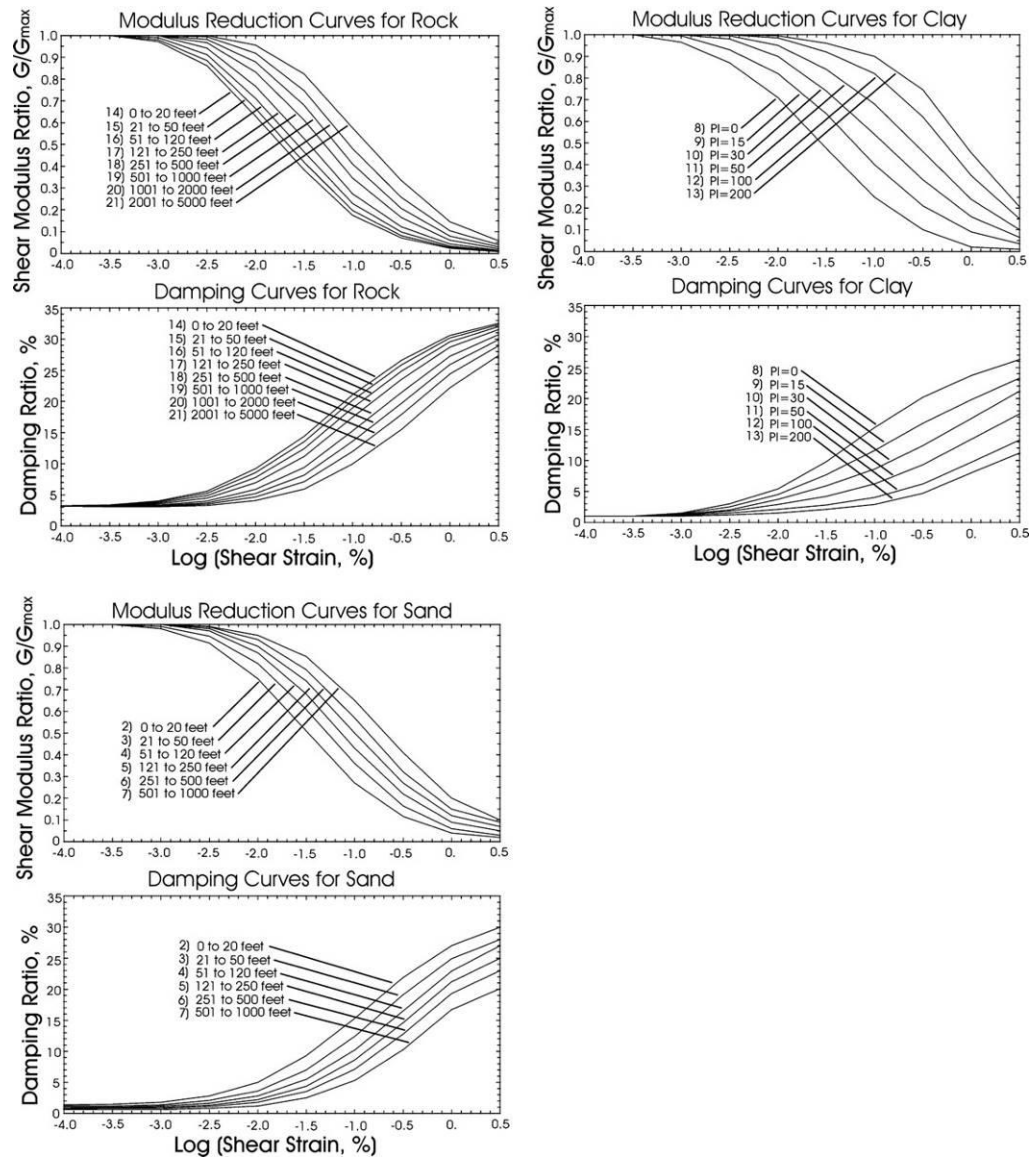 Modulus Reduction Curves for Rock
Shear Modulus Ratio, G/Gmax
1.0
0.9
0.8
0.7
0.6
0.5
0.4
0.3
0.2
0.1
0
14) 0 to 20 feet
15) 21 to 50 feet
16) 51 to 120 feet
17) 121 to 250 feet
18) 251 to 500 feet
19) 501 to 1000 feet
20) 1001 to 2000 feet
21) 2001 to 5000 feet
-4.0 -3.5 -3.0 -2.5 -2.0 -1.5 -1.0 -0.5 0. 0.5
Damping Curves for Rock
Damping Ratio, %
35
30
25
20
15
10
5
0
14) 0 to 20 feet
15) 21 to 50 feet
16) 51 to 120 feet
17) 121 to 250 feet
18) 251 to 500 feet
19) 501 to 1000 feet
20) 1001 to 2000 feet
21) 2001 to 5000 feet
-4.0 -3.5 -3.0 -2.5 -2.0 -1.5 -1.0 -0.5 0. 0.5
Log (Shear Strain, %)
Modulus Reduction Curves for Clay
Shear Modulus Ratio, G/Gmax
1.0
0.9
0.8
0.7
0.6
0.5
0.4
0.3
0.2
0.1
0
8) PI=0
9) PI=15
10) PI=30
11) PI=50
12) PI=100
13) PI=200
-4.0 -3.5 -3.0 -2.5 -2.0 -1.5 -1.0 -0.5 0. 0.5
Damping Curves for Clay
Damping Ratio, %
35
30
25
20
15
10
5
0
8) PI=0
9) PI=15
10) PI=30
11) PI=50
12) PI=100
13) PI=200
-4.0 -3.5 -3.0 -2.5 -2.0 -1.5 -1.0 -0.5 0. 0.5
Log (Shear Strain, %)
Modulus Reduction Curves for Sand
Shear Modulus Ratio, G/Gmax
1.0
0.9
0.8
0.7
0.6
0.5
0.4
0.3
0.2
0.1
0
2) 0 to 20 feet
3) 21 to 50 feet
4) 51 to 120 feet
5) 121 to 250 feet
6) 251 to 500 feet
7) 501 to 1000 feet
-4.0 -3.5 -3.0 -2.5 -2.0 -1.5 -1.0 -0.5 0. 0.5
Damping Curves for Sand
Damping Ratio, %
35
30
25
20
15
10
5
0
2) 0 to 20 feet
3) 21 to 50 feet
4) 51 to 120 feet
5) 121 to 250 feet
6) 251 to 500 feet
7) 501 to 1000 feet
-4.0 -3.5 -3.0 -2.5 -2.0 -1.5 -1.0 -0.5 0. 0.5
Log (Shear Strain, %)